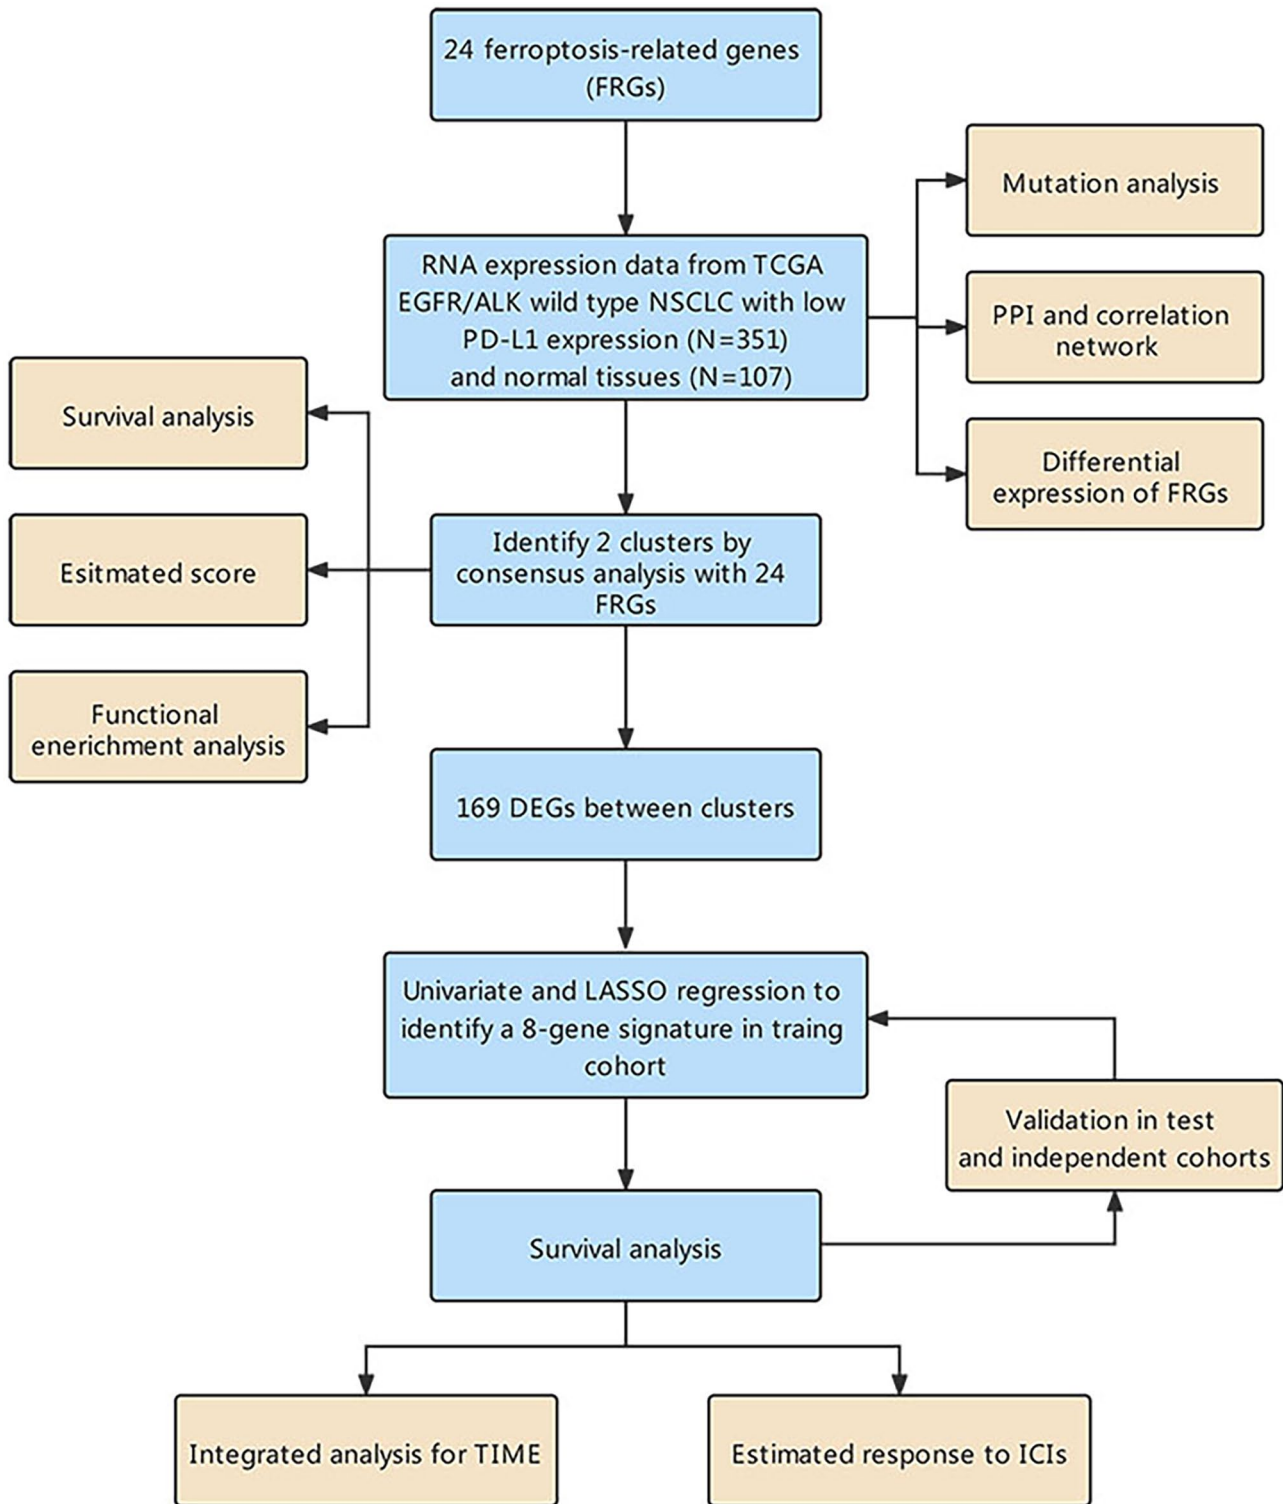 24 ferroptosis-related genes
(FRGs)
Mutation analysis
RNA expression data from TCGA
EGFR/ALK wild type NSCLC with low
PD-L1 expression (N=351)
and normal tissues (N=107)
PPI and correlation
network
Differential
expression of FRGs
Survival analysis
Identify 2 clusters by
consensus analysis with 24
FRGs
Esitmated score
Functional
enerichment analysis
169 DEGs between clusters
Univariate and LASSO regression to
identify a 8-gene signature in traing
cohort
Validation in test
and independent cohorts
Survival analysis
Integrated analysis for TIME
Estimated response to ICIs